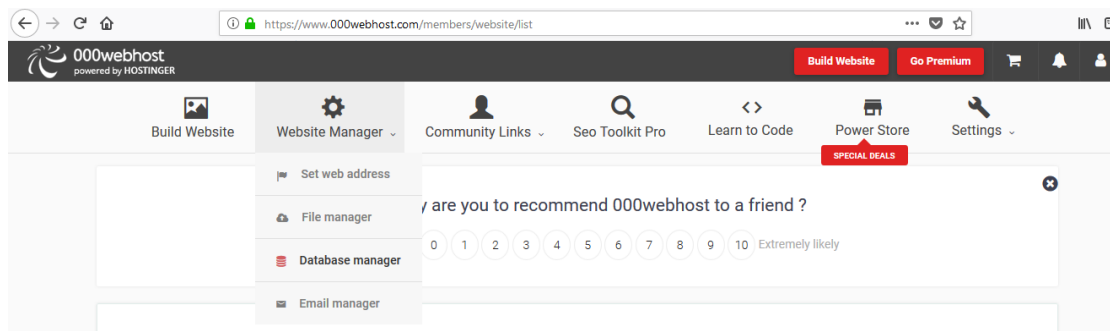 https://www.000webhost.com/members/website/list
000webhost
powered by HOSTINGER
Build Website
Go Premium
Build Website
Website Manager
Community Links
Seo Toolkit Pro
Learn to Code
Power Store
Settings
SPECIAL DEALS
Set web address
File manager
Database manager
Email manager
y are you to recommend 000webhost to a friend ?
0 1 2 3 4 5 6 7 8 9 10 Extremely likely